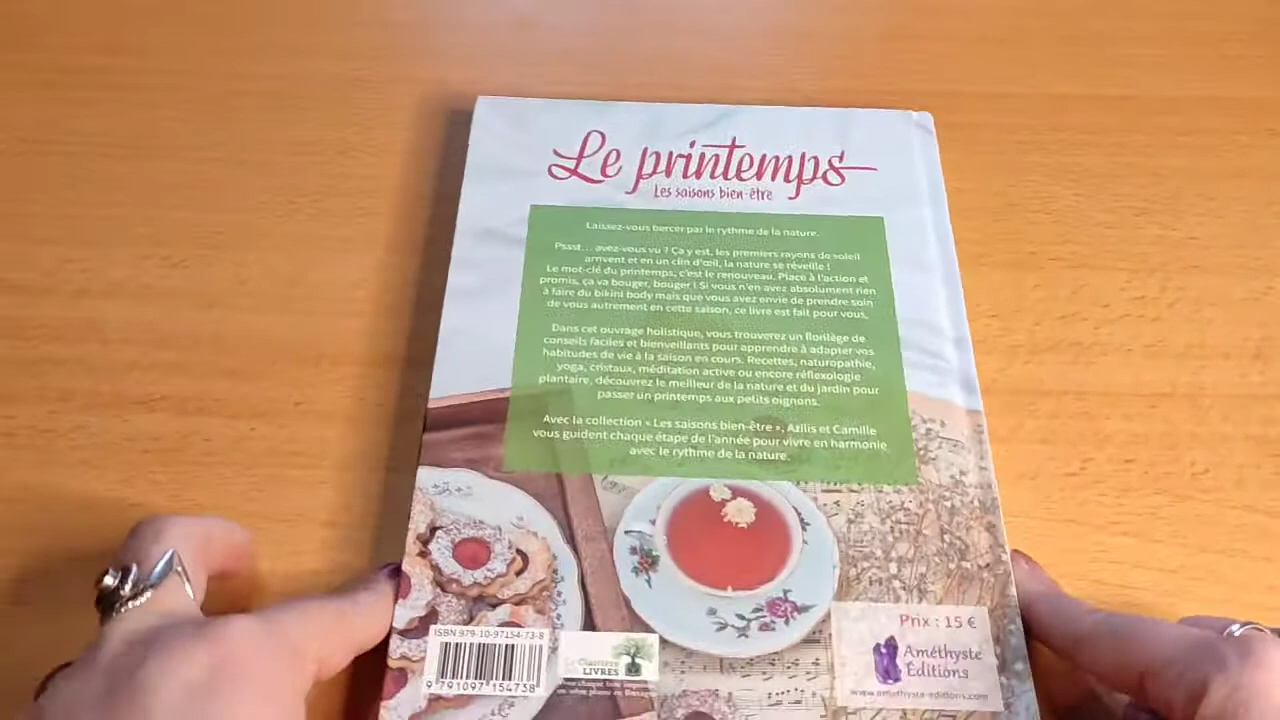 Le printemps
Les saisons bien-être
Laissez-vous bercer par le rythme de la nature.
Pssst… avez-vous vu ? Ça y est, les premiers rayons de soleil
arrivent et en un clin d'œil, la nature se réveille !
Le mot-clé du printemps, c'est le renouveau. Place à l'action et
promis, ça va bouger, bouger ! Si vous n'en avez absolument rien
à faire du bikini body mais que vous avez envie de prendre soin
de vous autrement en cette saison, ce livre est fait pour vous.
Dans cet ouvrage holistique, vous trouverez un florilège de
conseils faciles et bienveillants pour apprendre à adapter vos
habitudes de vie à la saison en cours. Recettes, naturopathie,
yoga, cristaux, méditation active ou encore réflexologie
plantaire, découvrez le meilleur de la nature et du jardin pour
passer un printemps aux petits oignons.
Avec la collection « Les saisons bien-être », Azilis et Camille
vous guident chaque étape de l'année pour vivre en harmonie
avec le rythme de la nature.
ISBN 979-10-97154-73-8
9 791097 154738
Clairière
LIVRES
Prix : 15 €
Améthyste
Éditions
www.amethyste-editions.com